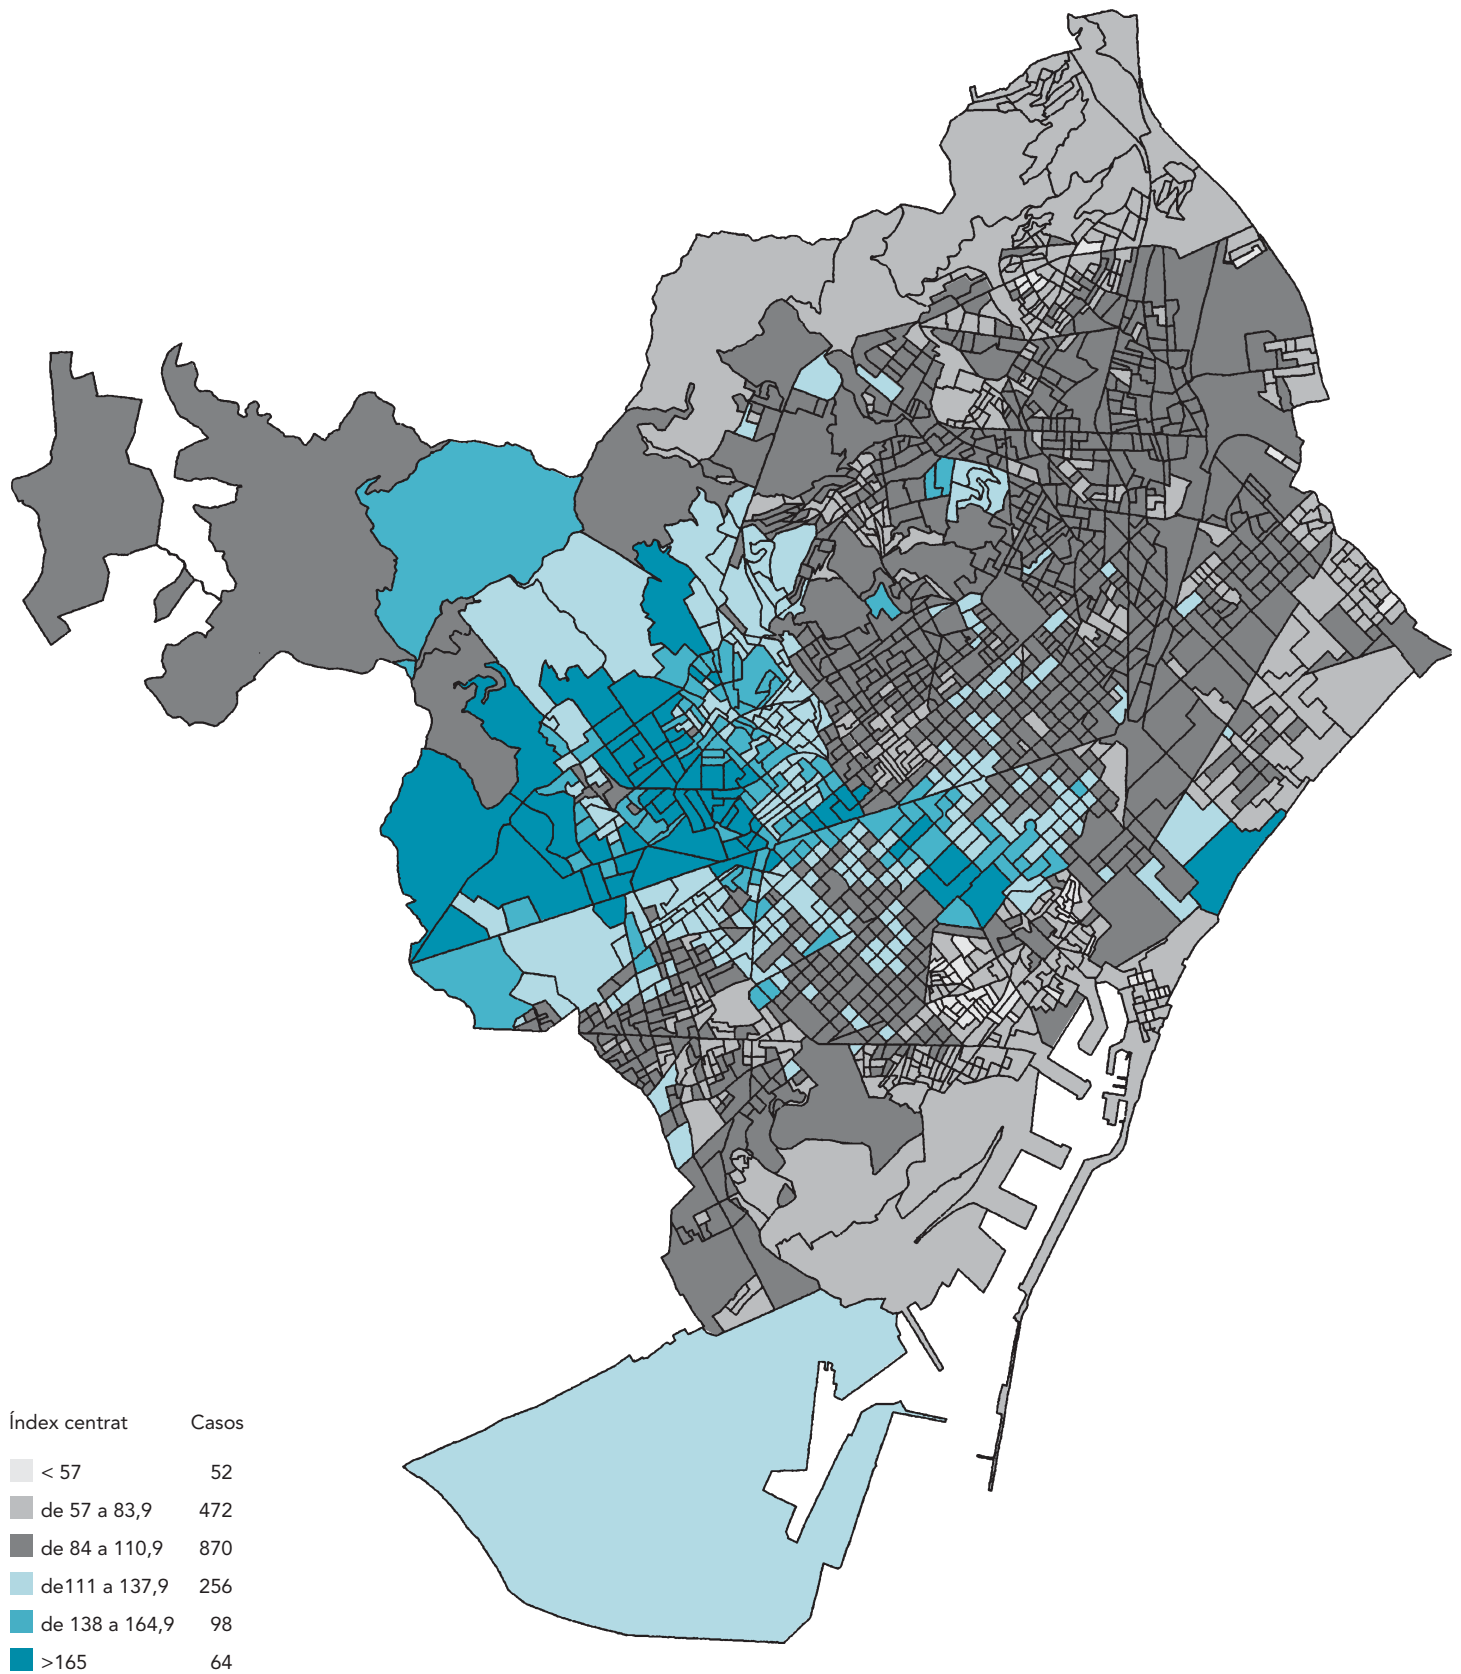 Índex centrat Casos
< 57 52
de 57 a 83,9 472
de 84 a 110,9 870
de111 a 137,9 256
de 138 a 164,9 98
>165 64